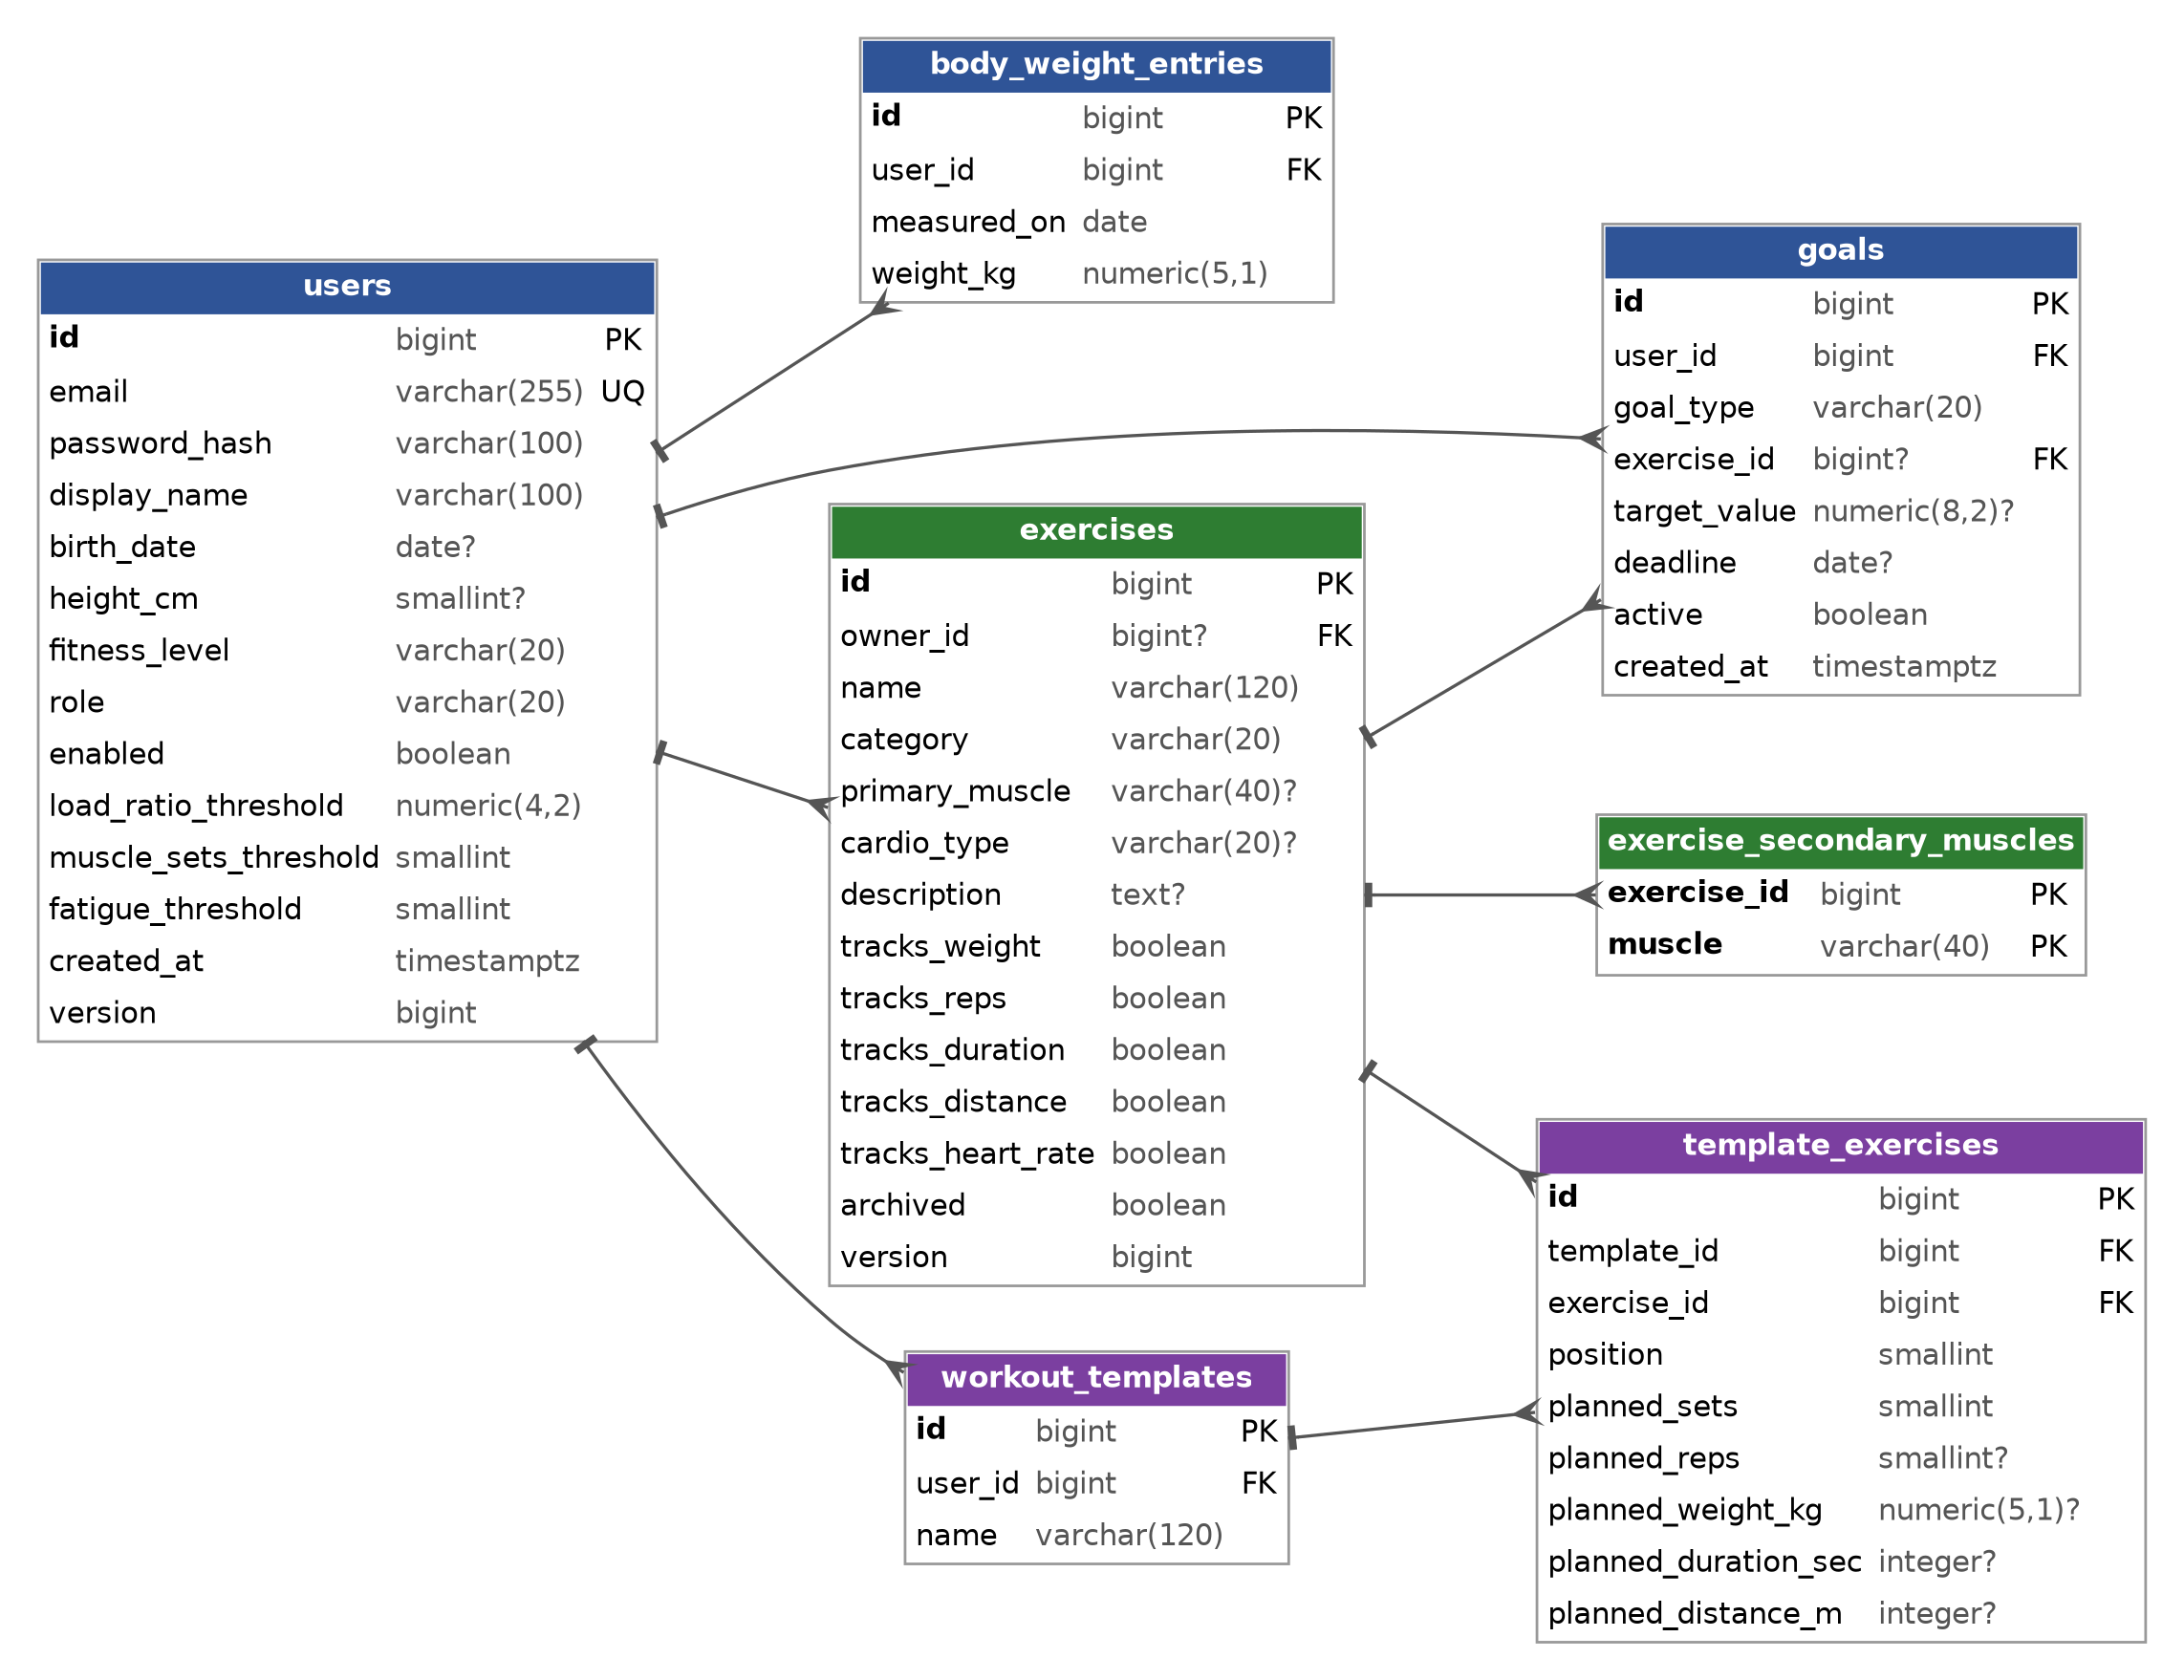 body_weight_entries
id bigint PK
user_id bigint FK
measured_on date
weight_kg numeric(5,1)
users
id bigint PK
email varchar(255) UQ
password_hash varchar(100)
display_name varchar(100)
birth_date date?
height_cm smallint?
fitness_level varchar(20)
role varchar(20)
enabled boolean
load_ratio_threshold numeric(4,2)
muscle_sets_threshold smallint
fatigue_threshold smallint
created_at timestamptz
version bigint
goals
id bigint PK
user_id bigint FK
goal_type varchar(20)
exercise_id bigint? FK
target_value numeric(8,2)?
deadline date?
active boolean
created_at timestamptz
exercises
id bigint PK
owner_id bigint? FK
name varchar(120)
category varchar(20)
primary_muscle varchar(40)?
cardio_type varchar(20)?
description text?
tracks_weight boolean
tracks_reps boolean
tracks_duration boolean
tracks_distance boolean
tracks_heart_rate boolean
archived boolean
version bigint
exercise_secondary_muscles
exercise_id bigint PK
muscle varchar(40) PK
template_exercises
id bigint PK
template_id bigint FK
exercise_id bigint FK
position smallint
planned_sets smallint
planned_reps smallint?
planned_weight_kg numeric(5,1)?
planned_duration_sec integer?
planned_distance_m integer?
workout_templates
id bigint PK
user_id bigint FK
name varchar(120)